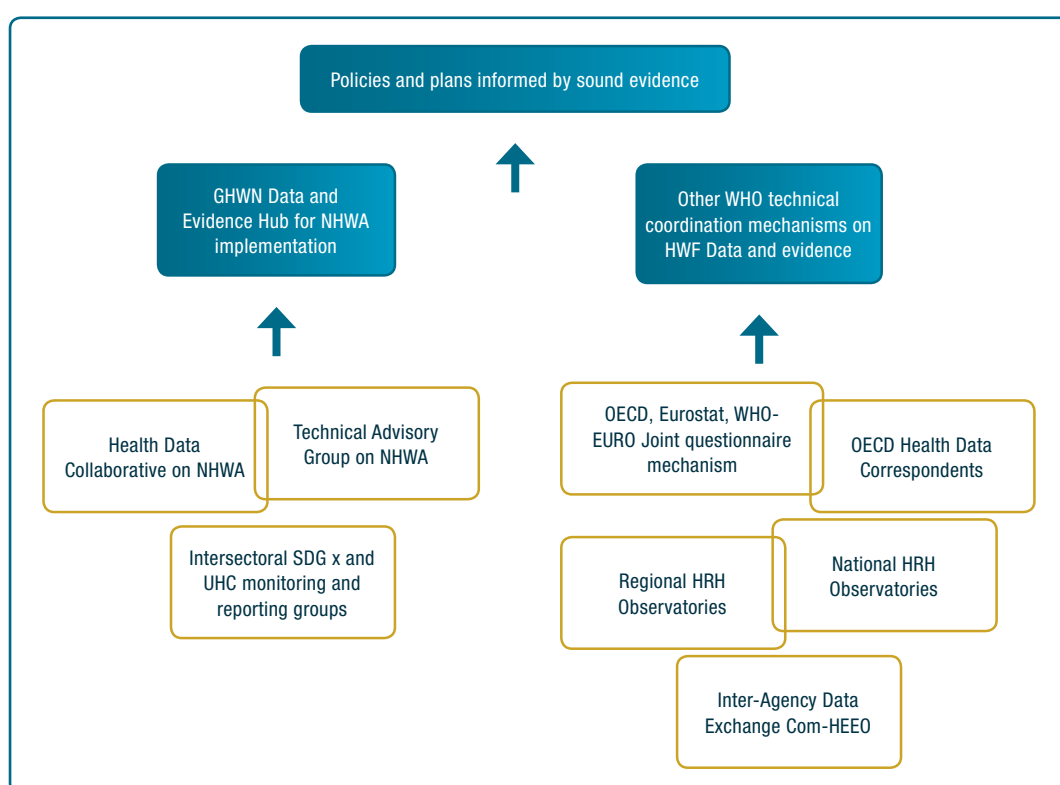 Policies and plans informed by sound evidence
GHWN Data and
Evidence Hub for NHWA
implementation
Other WHO technical
coordination mechanisms on
HWF Data and evidence
Health Data
Collaborative on NHWA
Technical Advisory
Group on NHWA
Intersectoral SDG x and
UHC monitoring and
reporting groups
OECD, Eurostat, WHO-
EURO Joint questionnaire
mechanism
OECD Health Data
Correspondents
Regional HRH
Observatories
National HRH
Observatories
Inter-Agency Data
Exchange Com-HEEO